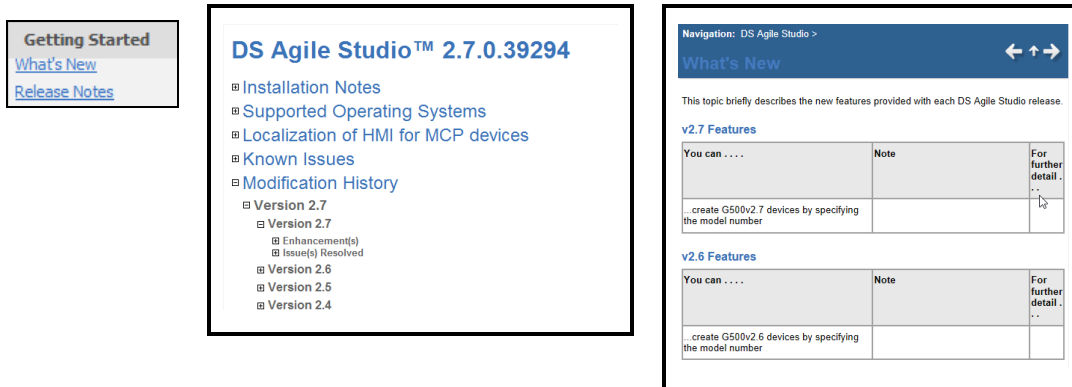 Getting Started
What's New
Release Notes
DS Agile Studio™ 2.7.0.39294
Installation Notes
Supported Operating Systems
Localization of HMI for MCP devices
Known Issues
Modification History
Version 2.7
Version 2.7
Enhancement(s)
Issue(s) Resolved
Version 2.6
Version 2.5
Version 2.4
Navigation: DS Agile Studio >
What's New
This topic briefly describes the new features provided with each DS Agile Studio release.
v2.7 Features
You can . . . .
Note
For
further
detail .
. .
...create G500v2.7 devices by specifying
the model number
v2.6 Features
You can . . . .
Note
For
further
detail .
. .
...create G500v2.6 devices by specifying
the model number